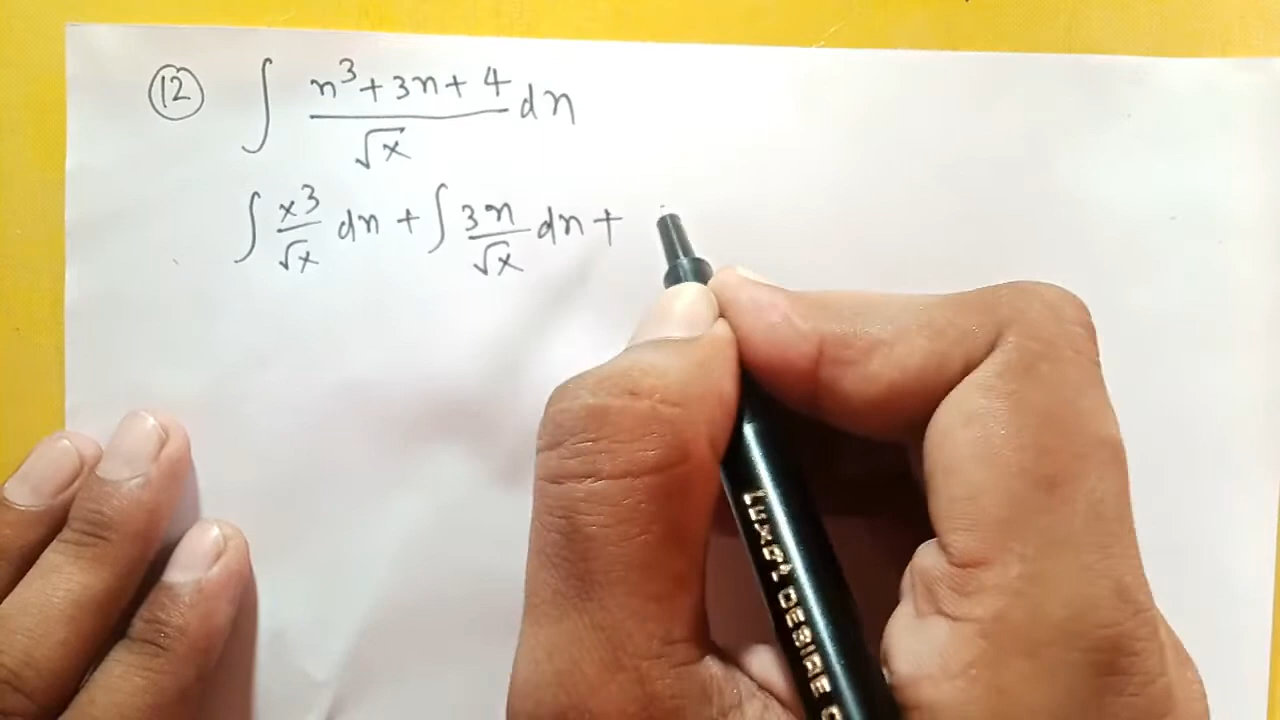 (12) ∫ (x³+3x+4)/√x dx
∫ x³/√x dx + ∫ 3x/√x dx +
Luxor DESIRE